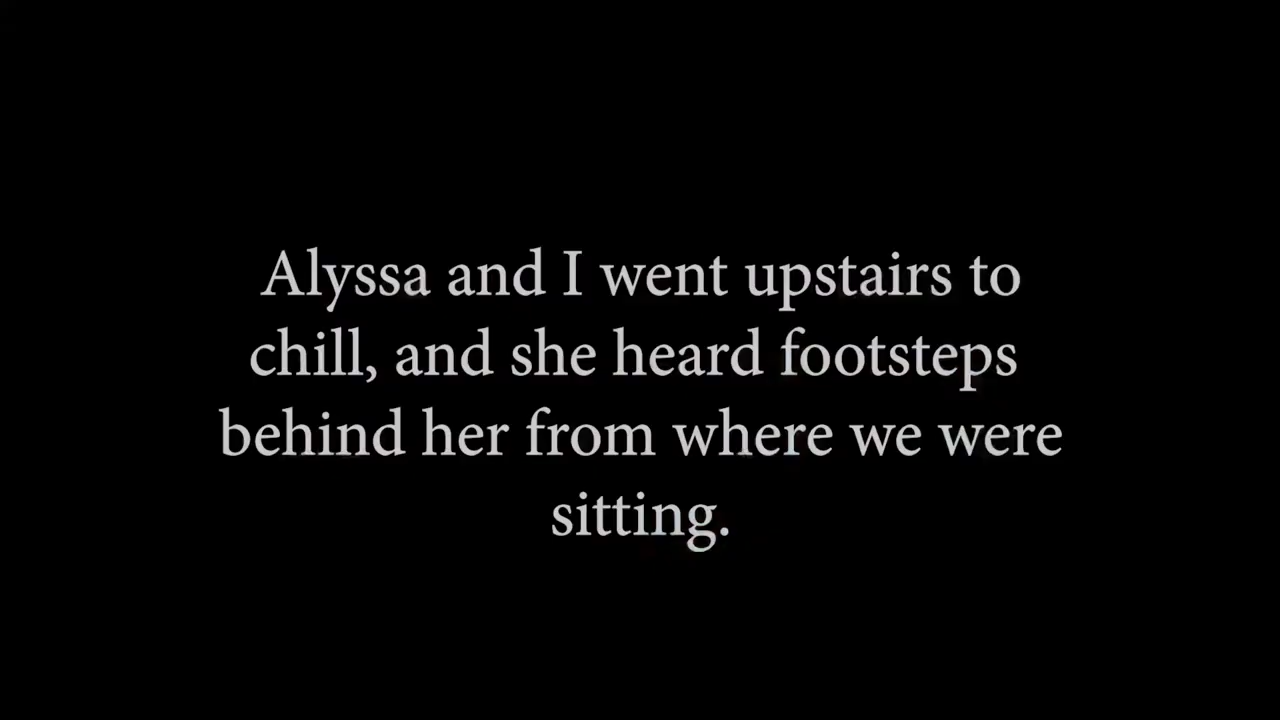 Alyssa and I went upstairs to
chill, and she heard footsteps
behind her from where we were
sitting.